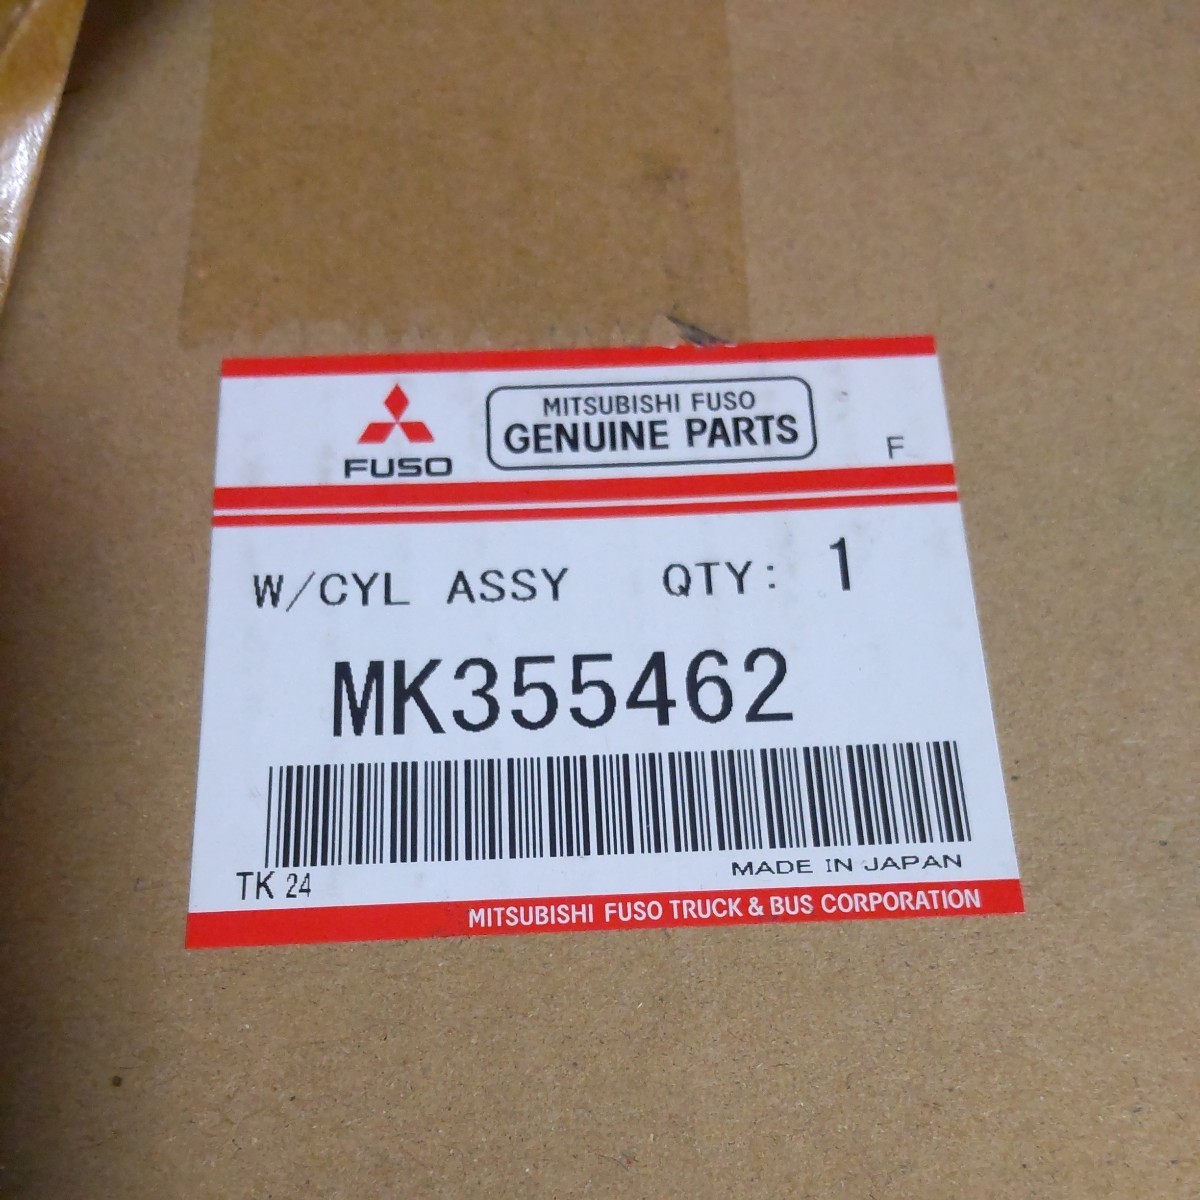 MITSUBISHI FUSO
GENUINE PARTS
FUSO
F
W/CYL ASSY QTY: 1
MK355462
TK 24
MADE IN JAPAN
MITSUBISHI FUSO TRUCK & BUS CORPORATION